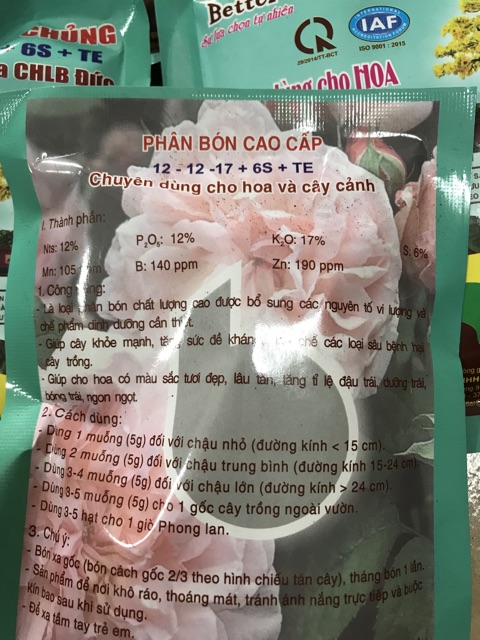 CHỦNG
6S + TE
CHLB Đức
Better
Sự lựa chọn tự nhiên
29/2014/TT-BCT
INTERNATIONAL
IAF
ISO 9001 : 2015
cho HOA
PHÂN BÓN CAO CẤP
12 - 12 -17 + 6S + TE
Chuyên dùng cho hoa và cây cảnh
I. Thành phần:
Nts: 12% P₂O₅: 12% K₂O: 17% S: 6%
Mn: 105 B: 140 ppm Zn: 190 ppm
1. Công
- Là loại phân bón chất lượng cao được bổ sung các nguyên tố vi lượng và
chế phẩm dinh dưỡng cần thiết.
- Giúp cây khỏe mạnh, tăng sức đề kháng, chế các loại sâu bệnh hại
cây trồng.
- Giúp cho hoa có màu sắc tươi đẹp, lâu tàn, tăng tỉ lệ đậu trái, dưỡng trái,
bóng trái, ngon ngọt.
2. Cách dùng:
- Dùng 1 muỗng (5g) đối với chậu nhỏ (đường kính < 15 cm).
- Dùng 2 muỗng (5g) đối với chậu trung bình (đường kính 15-24 cm).
- Dùng 3-4 muỗng (5g) đối với chậu lớn (đường kính > 24 cm).
- Dùng 3-5 muỗng (5g) cho 1 gốc cây trồng ngoài vườn.
- Dùng 3-5 hạt cho 1 giò Phong lan.
3. Chú ý:
- Bón xa gốc (bón cách gốc 2/3 theo hình chiếu tán cây), tháng bón 1 lần.
- Sản phẩm để nơi khô ráo, thoáng mát, tránh ánh nắng trực tiếp và buộc
kín bao sau khi sử dụng.
- Để xa tầm tay trẻ em.